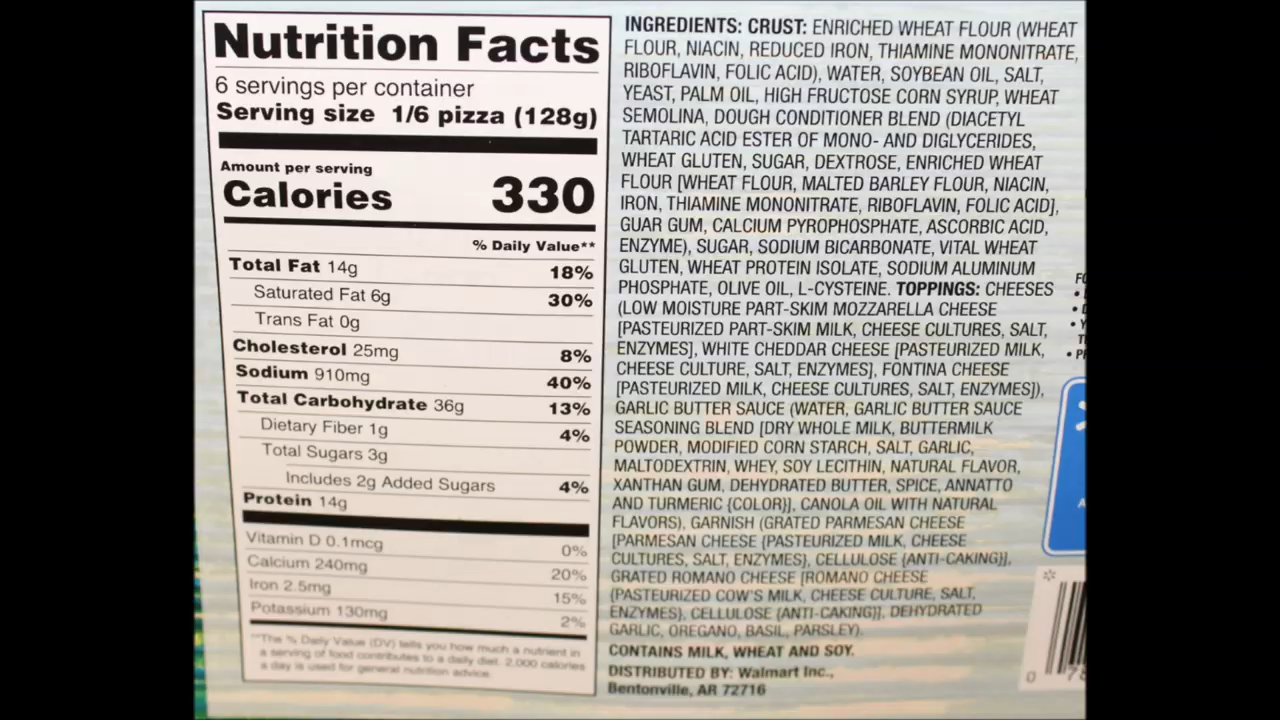 Nutrition Facts
6 servings per container
Serving size 1/6 pizza (128g)
Amount per serving
Calories 330
% Daily Value**
Total Fat 14g 18%
Saturated Fat 6g 30%
Trans Fat 0g
Cholesterol 25mg 8%
Sodium 910mg 40%
Total Carbohydrate 36g 13%
Dietary Fiber 1g 4%
Total Sugars 3g
Includes 2g Added Sugars 4%
Protein 14g
Vitamin D 0.1mcg 0%
Calcium 240mg 20%
Iron 2.5mg 15%
Potassium 130mg 2%
**The % Daily Value (DV) tells you how much a nutrient in
a serving of food contributes to a daily diet. 2,000 calories
a day is used for general nutrition advice.
INGREDIENTS: CRUST: ENRICHED WHEAT FLOUR (WHEAT
FLOUR, NIACIN, REDUCED IRON, THIAMINE MONONITRATE,
RIBOFLAVIN, FOLIC ACID), WATER, SOYBEAN OIL, SALT,
YEAST, PALM OIL, HIGH FRUCTOSE CORN SYRUP, WHEAT
SEMOLINA, DOUGH CONDITIONER BLEND (DIACETYL
TARTARIC ACID ESTER OF MONO- AND DIGLYCERIDES,
WHEAT GLUTEN, SUGAR, DEXTROSE, ENRICHED WHEAT
FLOUR [WHEAT FLOUR, MALTED BARLEY FLOUR, NIACIN,
IRON, THIAMINE MONONITRATE, RIBOFLAVIN, FOLIC ACID],
GUAR GUM, CALCIUM PYROPHOSPHATE, ASCORBIC ACID,
ENZYME), SUGAR, SODIUM BICARBONATE, VITAL WHEAT
GLUTEN, WHEAT PROTEIN ISOLATE, SODIUM ALUMINUM
PHOSPHATE, OLIVE OIL, L-CYSTEINE. TOPPINGS: CHEESES
(LOW MOISTURE PART-SKIM MOZZARELLA CHEESE
[PASTEURIZED PART-SKIM MILK, CHEESE CULTURES, SALT,
ENZYMES], WHITE CHEDDAR CHEESE [PASTEURIZED MILK,
CHEESE CULTURE, SALT, ENZYMES], FONTINA CHEESE
[PASTEURIZED MILK, CHEESE CULTURES, SALT, ENZYMES]),
GARLIC BUTTER SAUCE (WATER, GARLIC BUTTER SAUCE
SEASONING BLEND [DRY WHOLE MILK, BUTTERMILK
POWDER, MODIFIED CORN STARCH, SALT, GARLIC,
MALTODEXTRIN, WHEY, SOY LECITHIN, NATURAL FLAVOR,
XANTHAN GUM, DEHYDRATED BUTTER, SPICE, ANNATTO
AND TURMERIC {COLOR}], CANOLA OIL WITH NATURAL
FLAVORS), GARNISH (GRATED PARMESAN CHEESE
[PARMESAN CHEESE {PASTEURIZED MILK, CHEESE
CULTURES, SALT, ENZYMES}, CELLULOSE {ANTI-CAKING}],
GRATED ROMANO CHEESE [ROMANO CHEESE
{PASTEURIZED COW'S MILK, CHEESE CULTURE, SALT,
ENZYMES}, CELLULOSE {ANTI-CAKING}], DEHYDRATED
GARLIC, OREGANO, BASIL, PARSLEY).
CONTAINS MILK, WHEAT AND SOY.
DISTRIBUTED BY: Walmart Inc.,
Bentonville, AR 72716
0 78